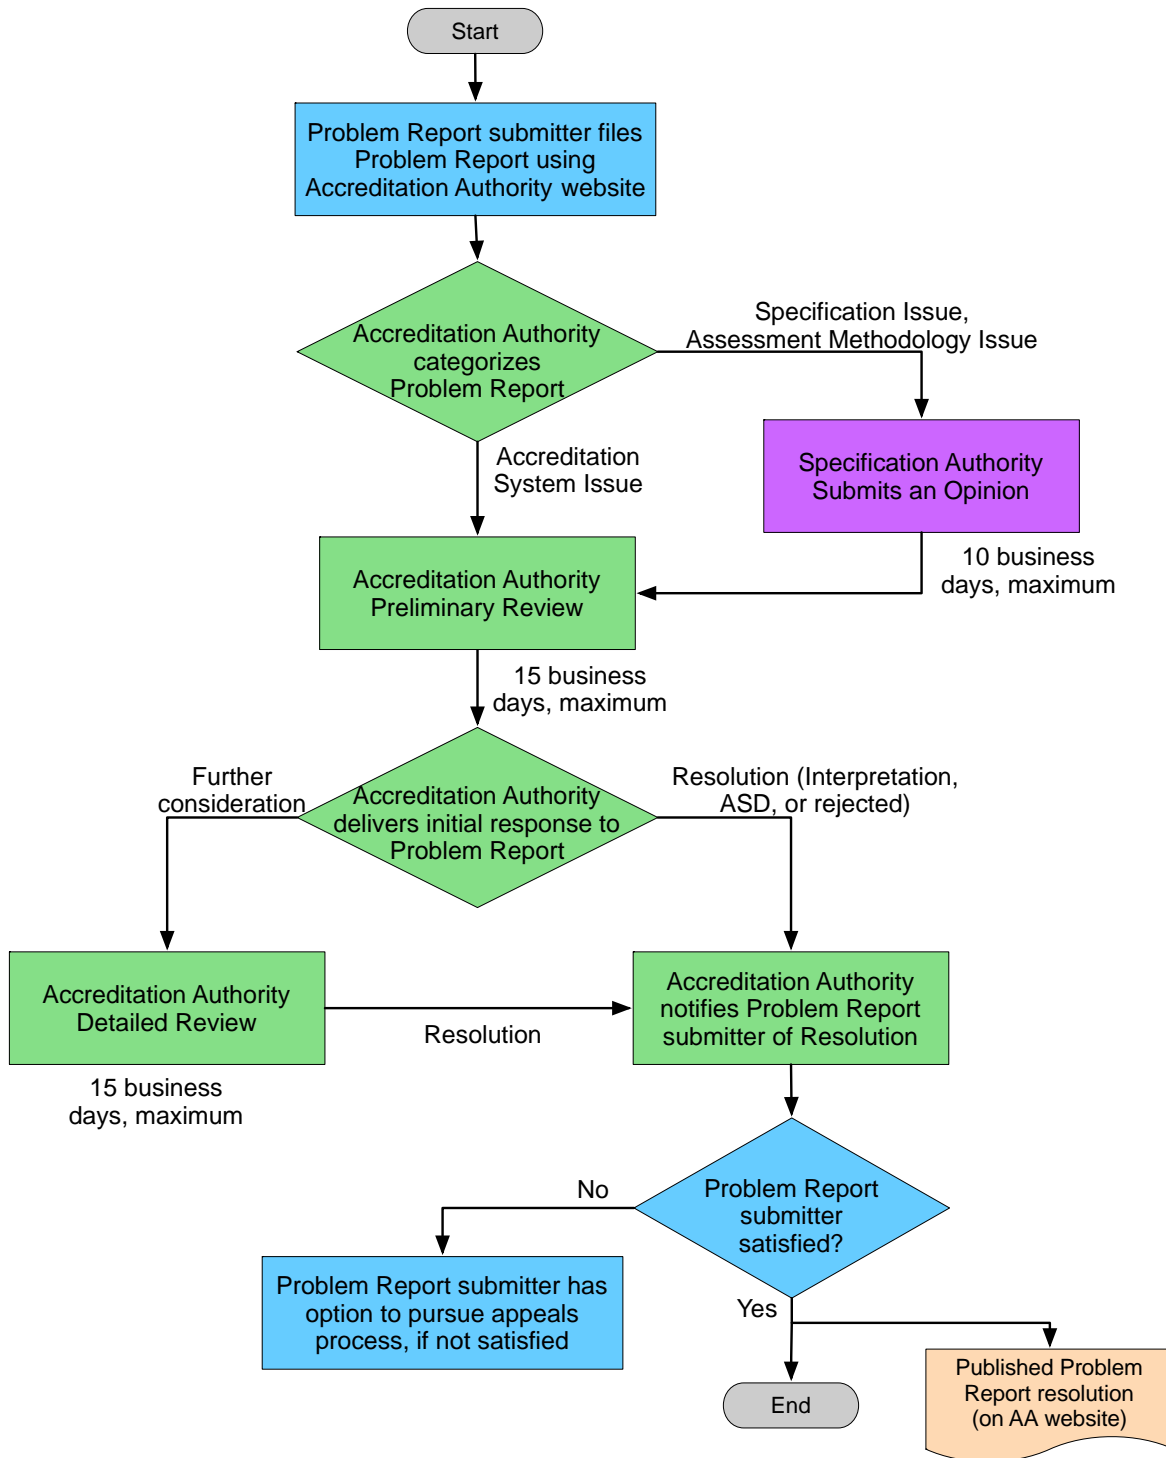 Start
Problem Report submitter files
Problem Report using
Accreditation Authority website
Accreditation Authority
categorizes
Problem Report
Specification Issue,
Assessment Methodology Issue
Accreditation
System Issue
Specification Authority
Submits an Opinion
10 business
days, maximum
Accreditation Authority
Preliminary Review
15 business
days, maximum
Further
consideration
Accreditation Authority
delivers initial response to
Problem Report
Resolution (Interpretation,
ASD, or rejected)
Accreditation Authority
Detailed Review
15 business
days, maximum
Resolution
Accreditation Authority
notifies Problem Report
submitter of Resolution
Problem Report
submitter
satisfied?
No
Problem Report submitter has
option to pursue appeals
process, if not satisfied
Yes
End
Published Problem
Report resolution
(on AA website)